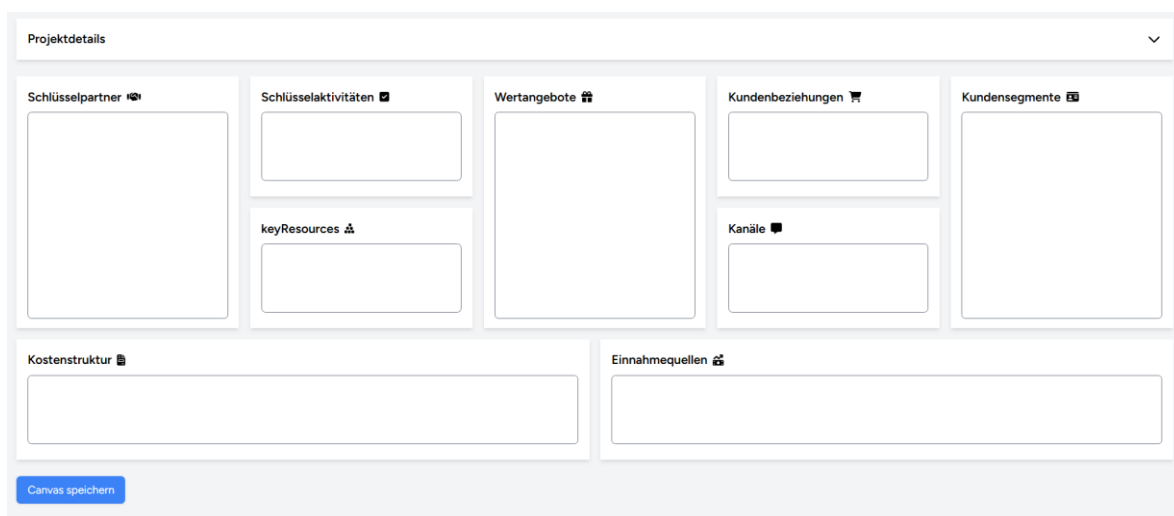 Projektdetails
Schlüsselpartner
Schlüsselaktivitäten
keyResources
Wertangebote
Kundenbeziehungen
Kanäle
Kundensegmente
Kostenstruktur
Einnahmequellen
Canvas speichern